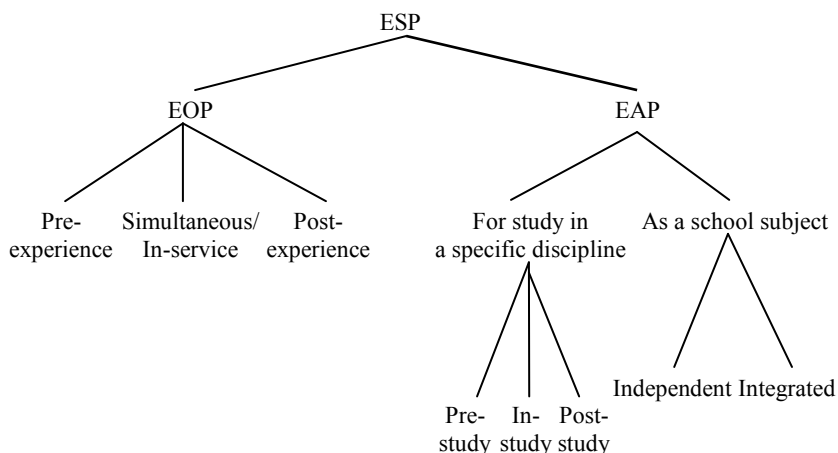 ESP
EOP
EAP
Pre-
experience
Simultaneous/
In-service
Post-
experience
For study in
a specific discipline
As a school subject
Pre-
study
In-
study
Post-
study
Independent
Integrated